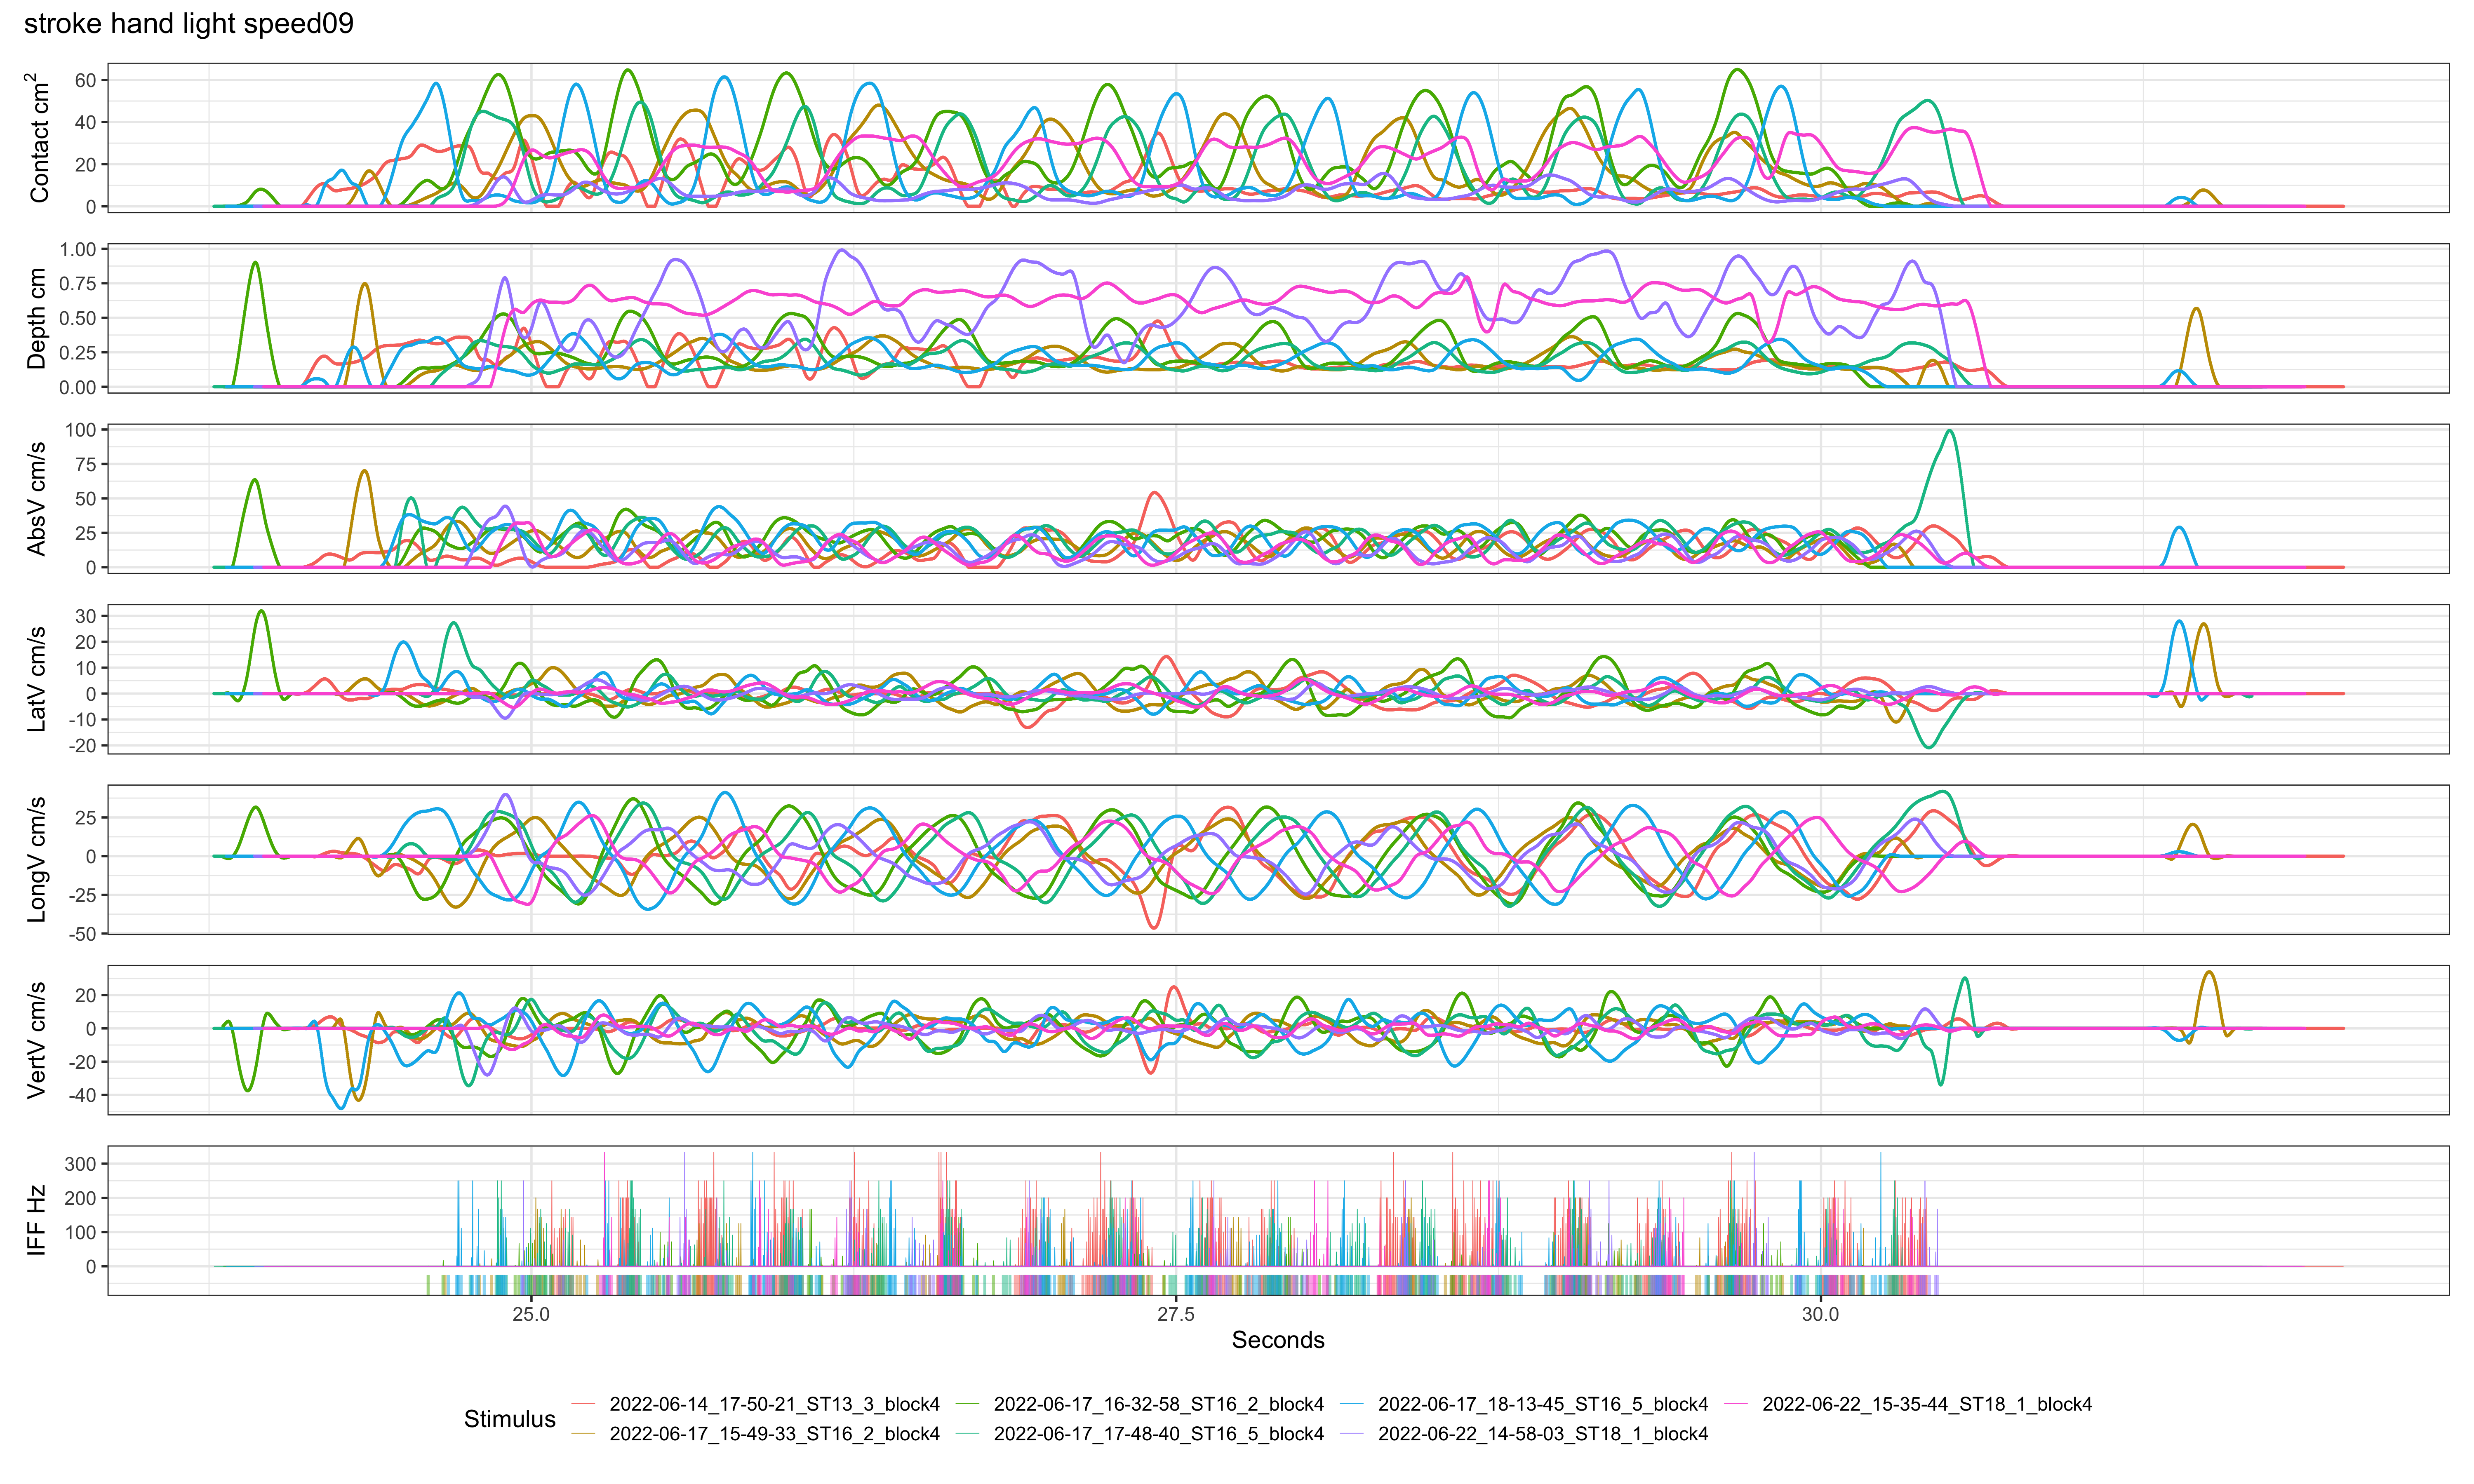 stroke hand light speed09
Contact cm²
60
40
20
0
Depth cm
1.00
0.75
0.50
0.25
0.00
AbsV cm/s
100
75
50
25
0
LatV cm/s
30
20
10
0
-10
-20
LongV cm/s
25
0
-25
-50
VertV cm/s
20
0
-20
-40
IFF Hz
300
200
100
0
25.0 27.5 30.0
Seconds
Stimulus
2022-06-14_17-50-21_ST13_3_block4 2022-06-17_16-32-58_ST16_2_block4 2022-06-17_18-13-45_ST16_5_block4 2022-06-22_15-35-44_ST18_1_block4
2022-06-17_15-49-33_ST16_2_block4 2022-06-17_17-48-40_ST16_5_block4 2022-06-22_14-58-03_ST18_1_block4